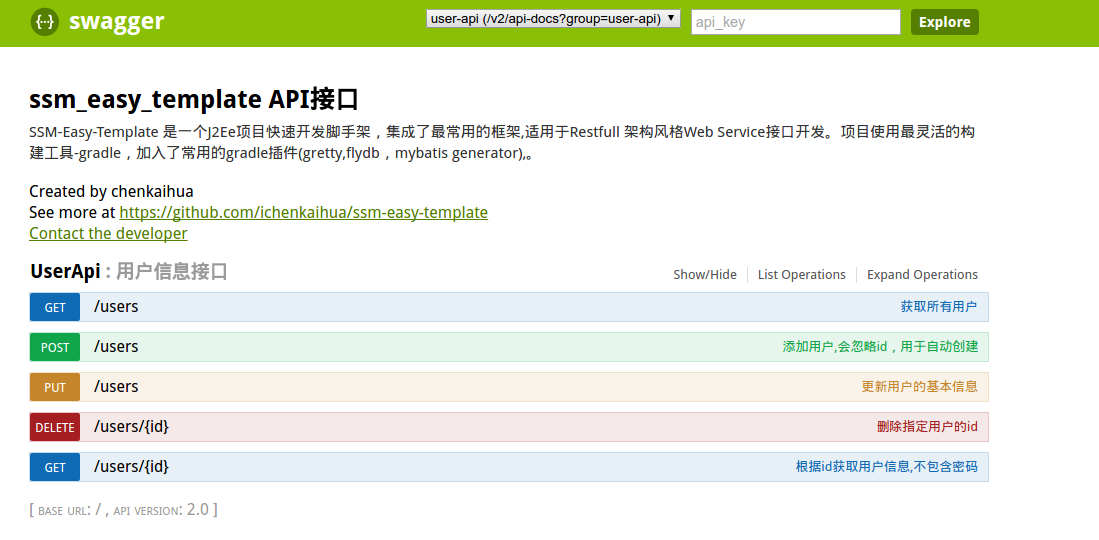 {··} swagger user-api (/v2/api-docs?group=user-api) api_key Explore
ssm_easy_template API接口
SSM-Easy-Template 是一个J2Ee项目快速开发脚手架，集成了最常用的框架,适用于Restfull 架构风格Web Service接口开发。项目使用最灵活的构
建工具-gradle，加入了常用的gradle插件(gretty,flydb，mybatis generator),。
Created by chenkaihua
See more at https://github.com/ichenkaihua/ssm-easy-template
Contact the developer
UserApi : 用户信息接口 Show/Hide List Operations Expand Operations
GET /users 获取所有用户
POST /users 添加用户,会忽略id，用于自动创建
PUT /users 更新用户的基本信息
DELETE /users/{id} 删除指定用户的id
GET /users/{id} 根据id获取用户信息,不包含密码
[ BASE URL: / , API VERSION: 2.0 ]